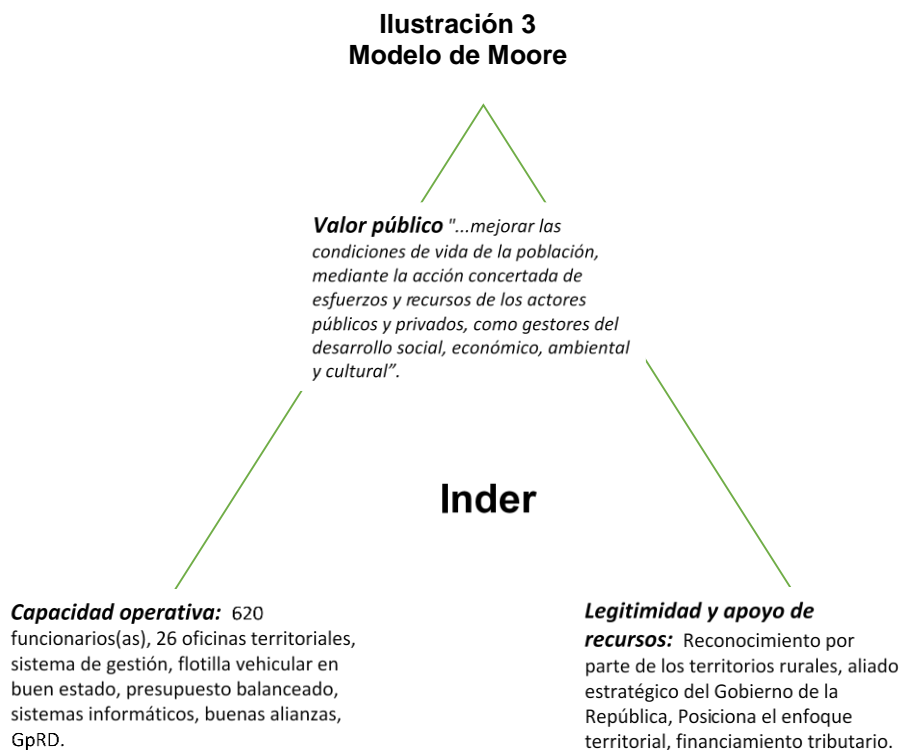 Ilustración 3
Modelo de Moore
Valor público "...mejorar las
condiciones de vida de la población,
mediante la acción concertada de
esfuerzos y recursos de los actores
públicos y privados, como gestores del
desarrollo social, económico, ambiental
y cultural”.
Inder
Capacidad operativa: 620
funcionarios(as), 26 oficinas territoriales,
sistema de gestión, flotilla vehicular en
buen estado, presupuesto balanceado,
sistemas informáticos, buenas alianzas,
GpRD.
Legitimidad y apoyo de
recursos: Reconocimiento por
parte de los territorios rurales, aliado
estratégico del Gobierno de la
República, Posiciona el enfoque
territorial, financiamiento tributario.